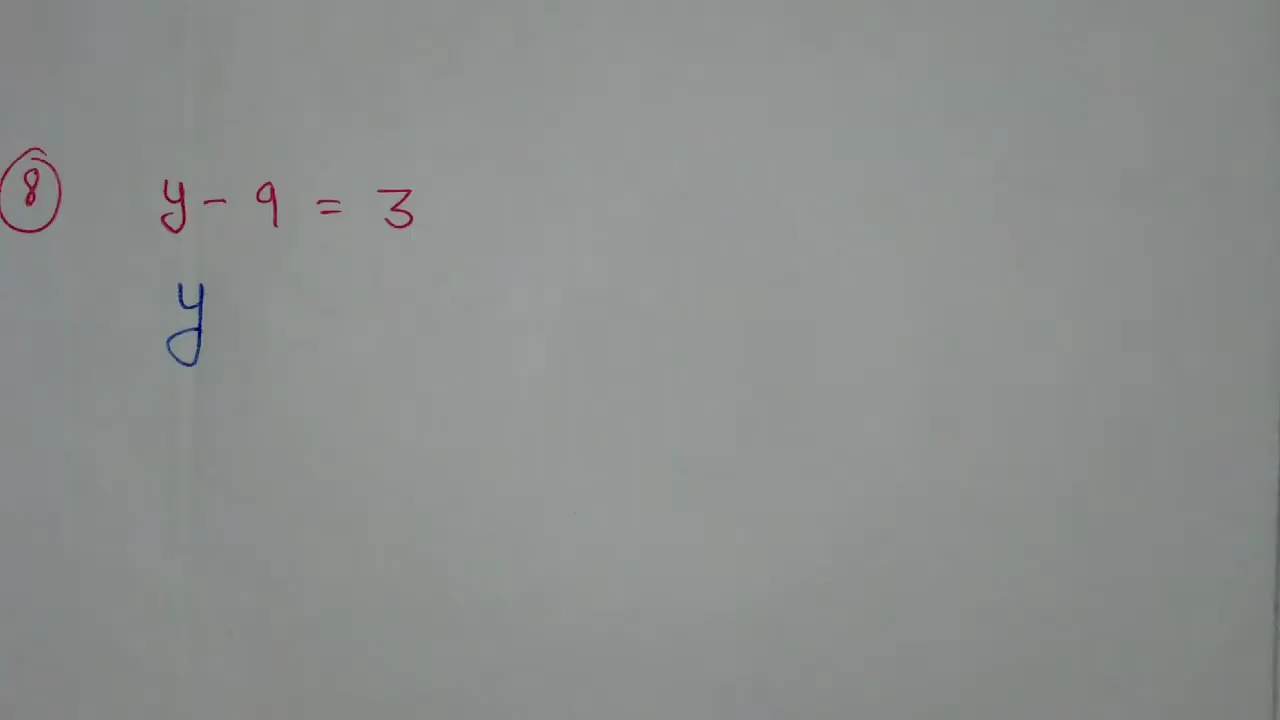 8 y - 9 = 3
y